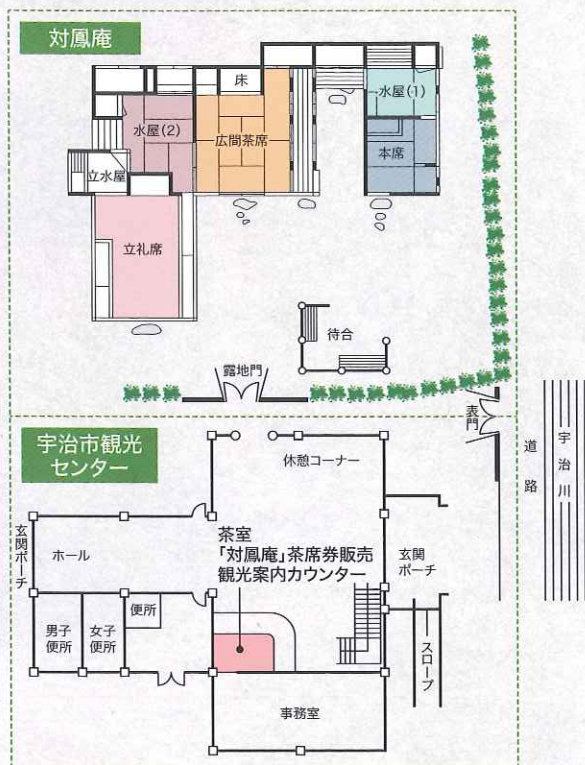 対鳳庵
床
水屋(1)
水屋(2)
広間茶席
本席
立水屋
立礼席
待合
露地門
表門
宇治市観光
センター
休憩コーナー
道路
宇治川
玄関ポーチ
ホール
茶室
「対鳳庵」茶席券販売
観光案内カウンター
玄関
ポーチ
男子
便所
女子
便所
便所
スロープ
事務室